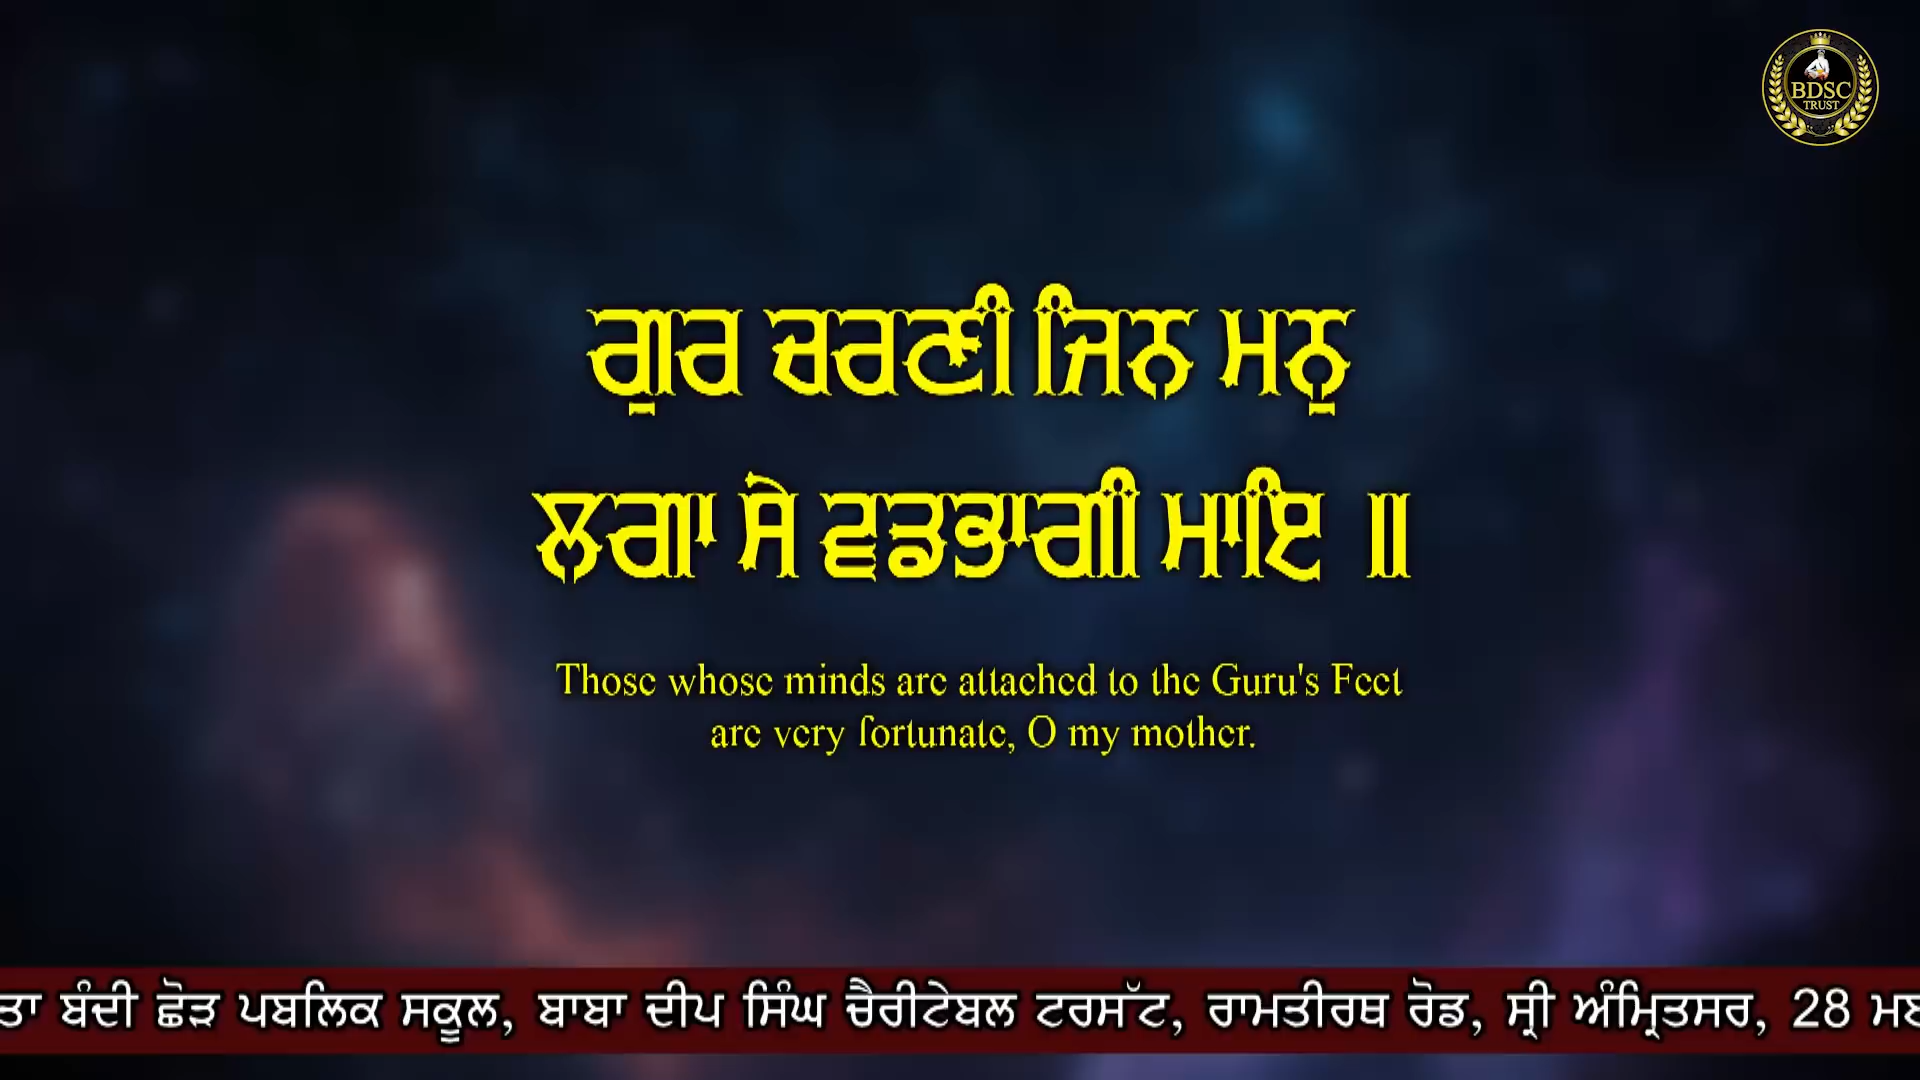 BDSC
TRUST
ਗੁਰ ਚਰਣੀ ਜਿਨ ਮਨੁ
ਲਗਾ ਸੇ ਵਡਭਾਗੀ ਮਾਇ ॥
Those whose minds are attached to the Guru's Feet
are very fortunate, O my mother.
ਬੰਦੀ ਛੋੜ ਪਬਲਿਕ ਸਕੂਲ, ਬਾਬਾ ਦੀਪ ਸਿੰਘ ਚੈਰੀਟੇਬਲ ਟਰਸੱਟ, ਰਾਮਤੀਰਥ ਰੋਡ, ਸ੍ਰੀ ਅੰਮ੍ਰਿਤਸਰ, 28